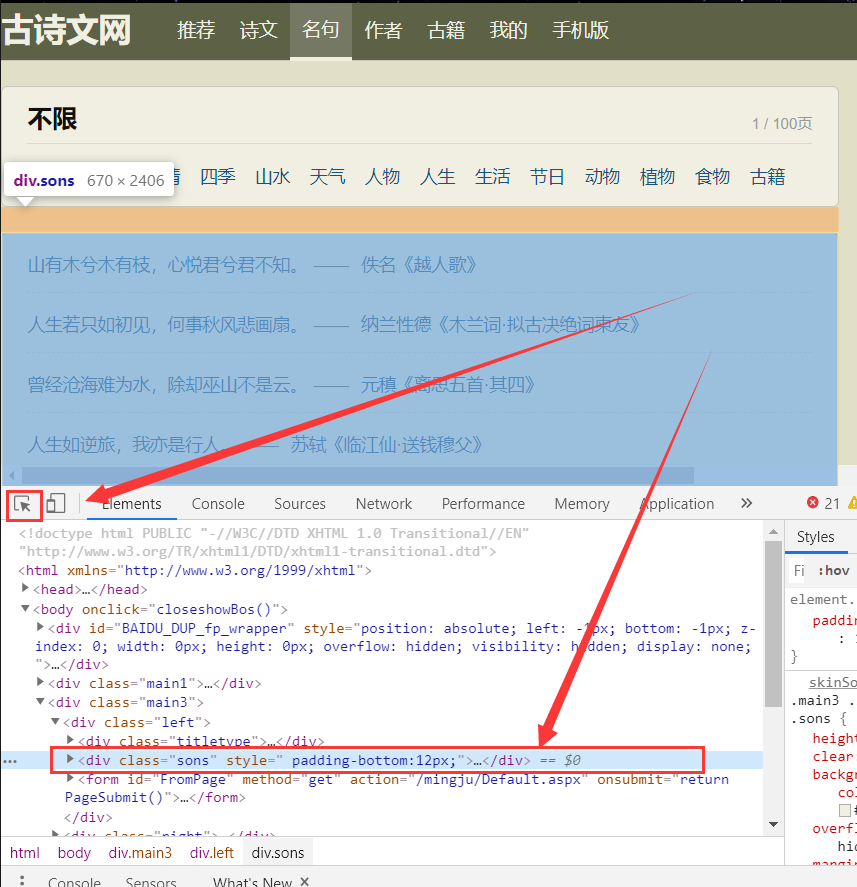 古诗文网 推荐 诗文 名句 作者 古籍 我的 手机版
不限 1 / 100页
div.sons 670 × 2406 情 四季 山水 天气 人物 人生 生活 节日 动物 植物 食物 古籍
山有木兮木有枝，心悦君兮君不知。 —— 佚名《越人歌》
人生若只如初见，何事秋风悲画扇。 —— 纳兰性德《木兰词·拟古决绝词柬友》
曾经沧海难为水，除却巫山不是云。 —— 元稹《离思五首·其四》
人生如逆旅，我亦是行人。 —— 苏轼《临江仙·送钱穆父》
Elements Console Sources Network Performance Memory Application » 21
<!doctype html PUBLIC "-//W3C//DTD XHTML 1.0 Transitional//EN"
"http://www.w3.org/TR/xhtml1/DTD/xhtml1-transitional.dtd">
<html xmlns="http://www.w3.org/1999/xhtml">
<head>…</head>
<body onclick="closeshowBos()">
<div id="BAIDU_DUP_fp_wrapper" style="position: absolute; left: -1px; bottom: -1px; z-
index: 0; width: 0px; height: 0px; overflow: hidden; visibility: hidden; display: none;
">…</div>
<div class="main1">…</div>
<div class="main3">
<div class="left">
<div class="titletype">…</div>
<div class="sons" style=" padding-bottom:12px;">…</div> == $0
<form id="FromPage" method="get" action="/mingju/Default.aspx" onsubmit="return
PageSubmit()">…</form>
</div>
<div class="right">…</div>
html body div.main3 div.left div.sons
Console Sensors What's New ×
Styles
Fi :hov
element.
paddin
: 1
}
skinSo
.main3 .
.sons {
height
clear
backgr
co
#
overf
hid
margin